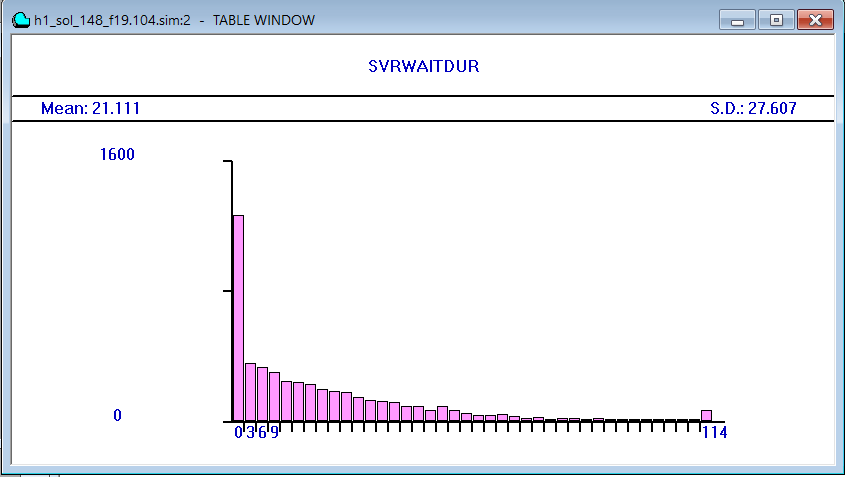 h1_sol_148_f19.104.sim:2 - TABLE WINDOW
SVRWAITDUR
Mean: 21.111 S.D.: 27.607
1600
0
0 3 6 9 114